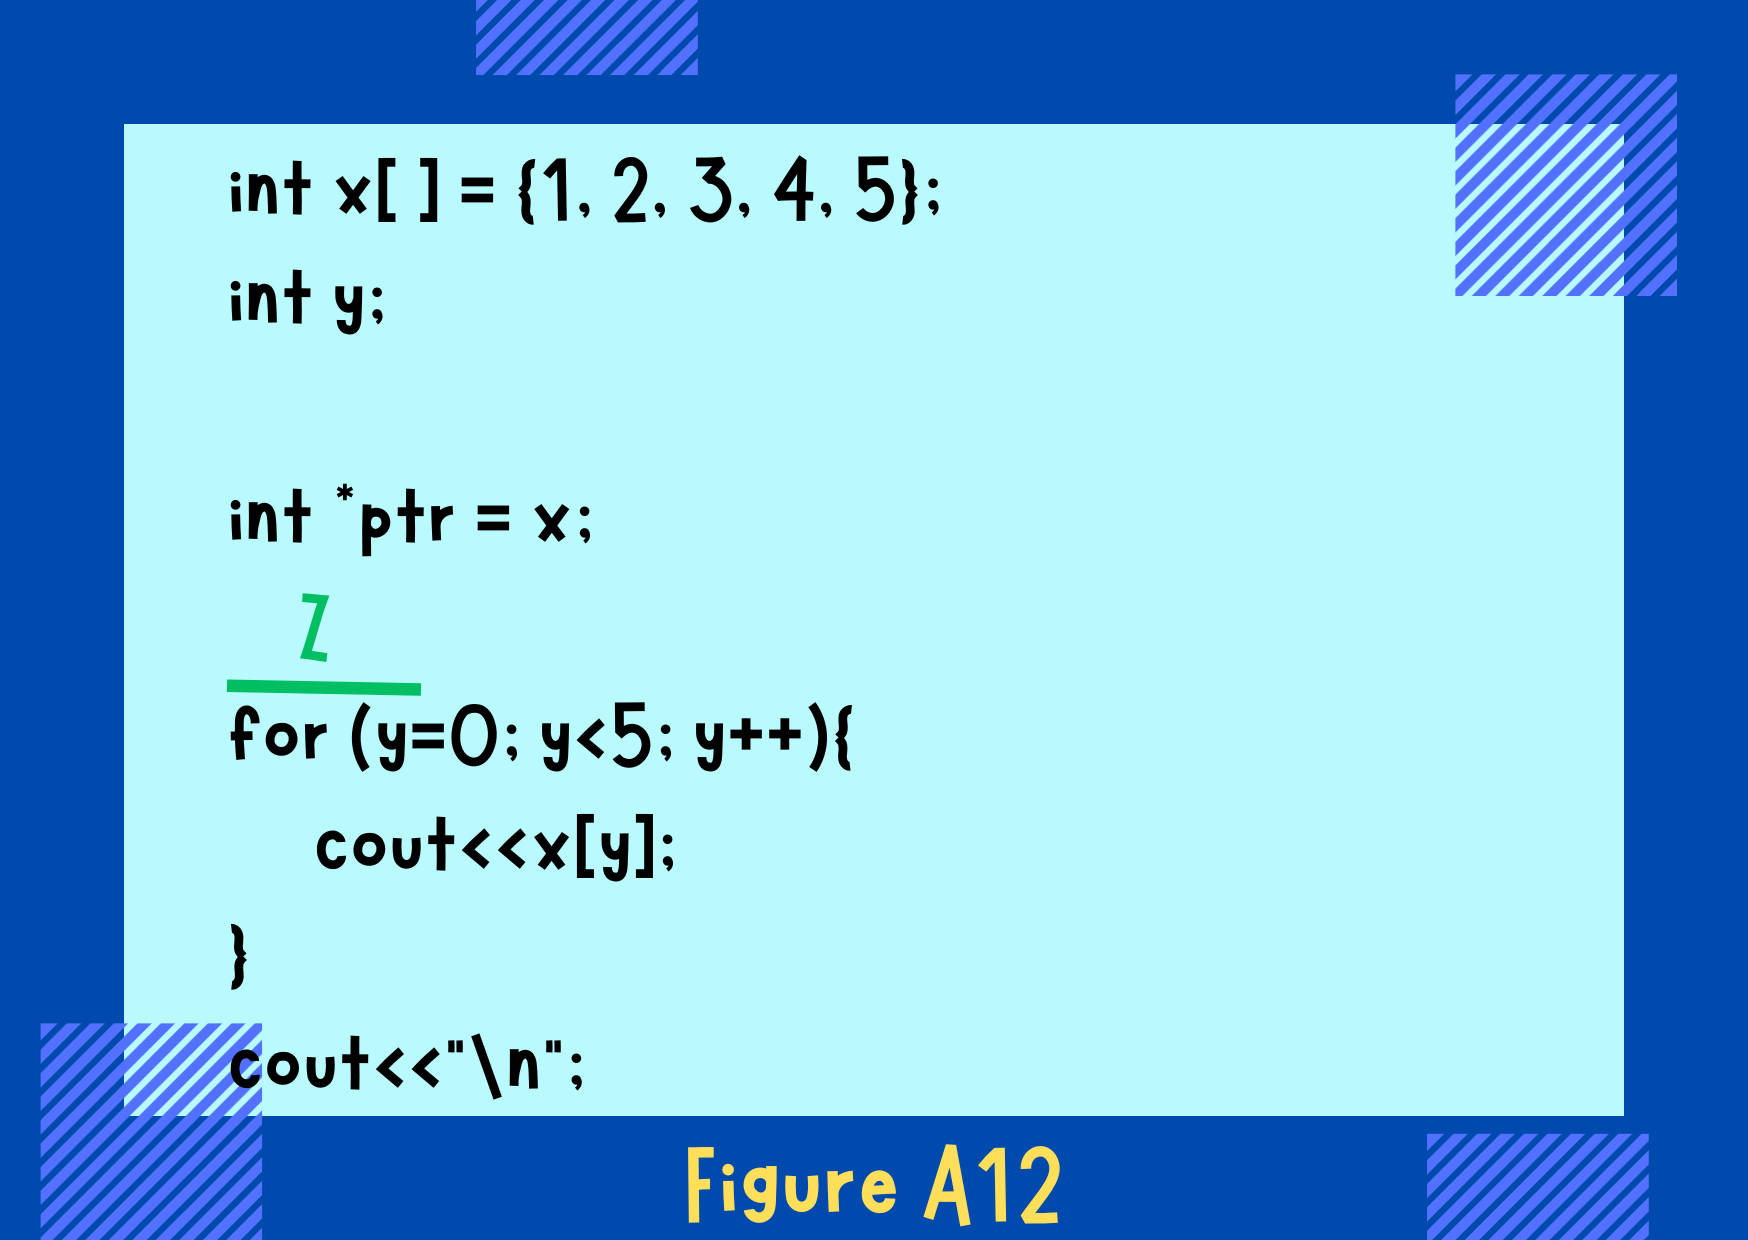 int x[ ] = {1, 2, 3, 4, 5};
int y;
int *ptr = x;
Z
for (y=0; y<5; y++){
cout<<x[y];
}
cout<<"\n";
Figure A12